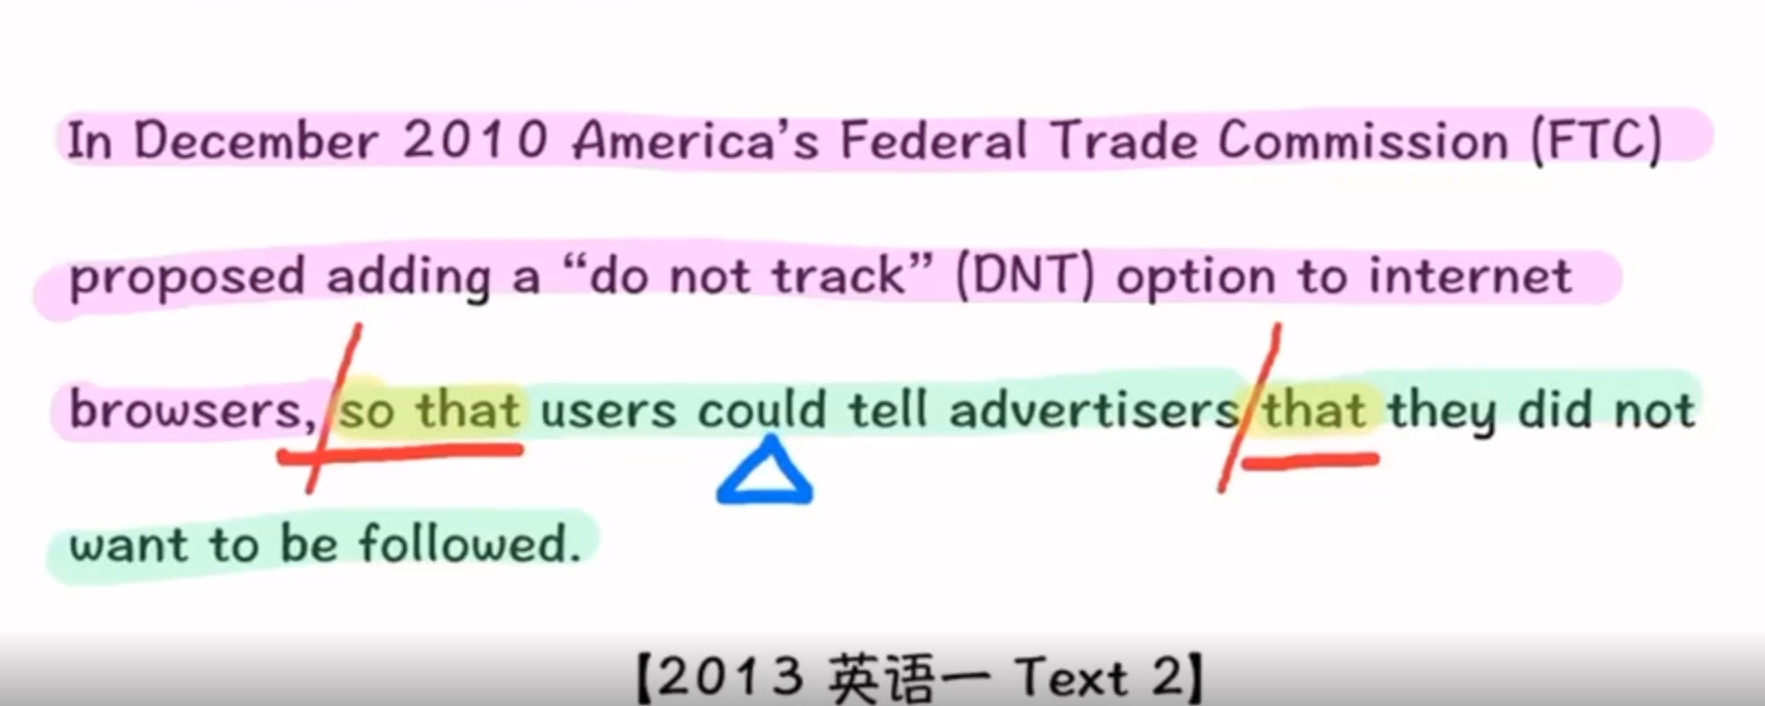 In December 2010 America's Federal Trade Commission (FTC)
proposed adding a “do not track” (DNT) option to internet
browsers, so that users could tell advertisers that they did not
want to be followed.
【2013 英语一 Text 2】